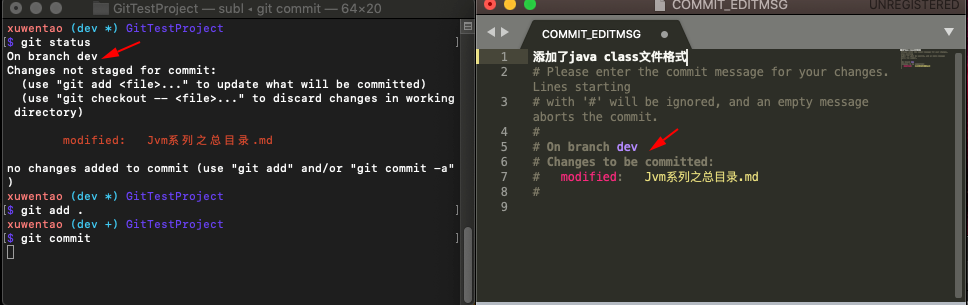 GitTestProject — subl ◂ git commit — 64×20
xuwentao (dev *) GitTestProject
[$ git status ]
On branch dev
Changes not staged for commit:
(use "git add <file>..." to update what will be committed)
(use "git checkout -- <file>..." to discard changes in working
directory)
modified: Jvm系列之总目录.md
no changes added to commit (use "git add" and/or "git commit -a"
)
xuwentao (dev *) GitTestProject
[$ git add . ]
xuwentao (dev +) GitTestProject
[$ git commit ]
COMMIT_EDITMSG
UNREGISTERED
COMMIT_EDITMSG
1 添加了java class文件格式
2 # Please enter the commit message for your changes.
Lines starting
3 # with '#' will be ignored, and an empty message
aborts the commit.
4 #
5 # On branch dev
6 # Changes to be committed:
7 # modified: Jvm系列之总目录.md
8 #
9